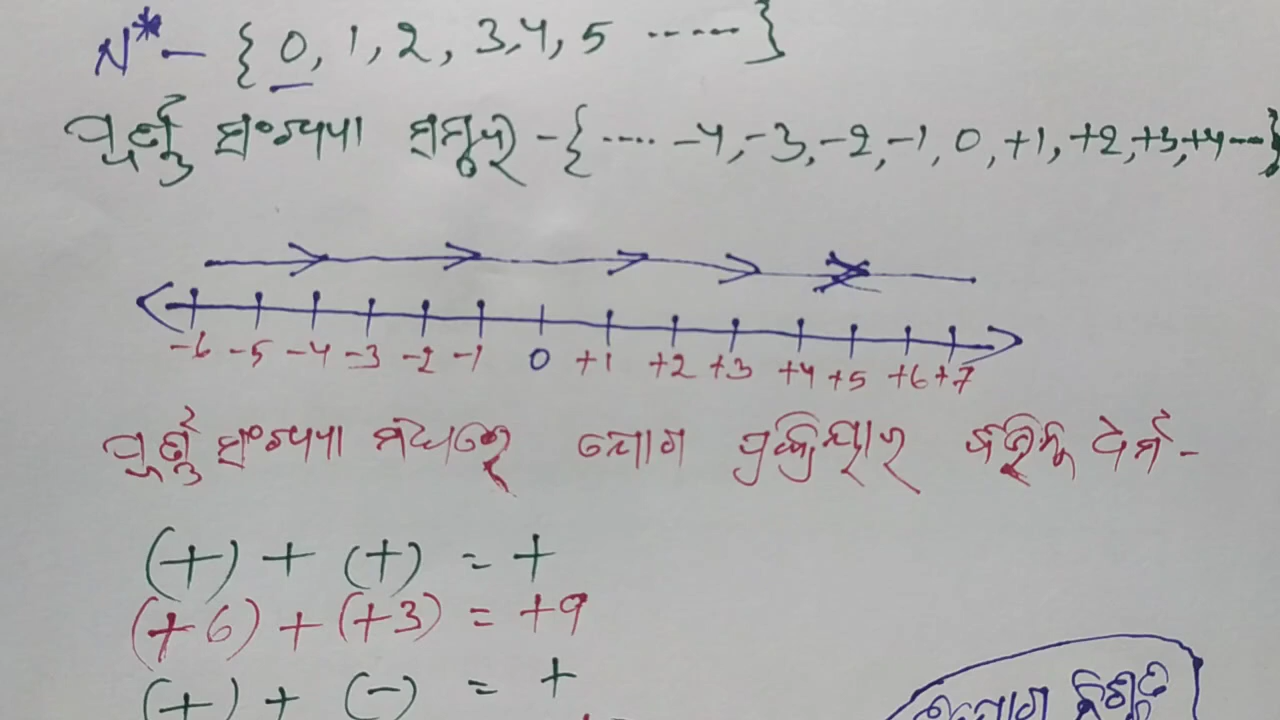 N* - { 0, 1, 2, 3, 4, 5 ..... }
ପୂର୍ଣ୍ଣ ସଂଖ୍ୟା ସମୂହ - { .... -4, -3, -2, -1, 0, +1, +2, +3, +4 ... }
-6 -5 -4 -3 -2 -1 0 +1 +2 +3 +4 +5 +6 +7
ପୂର୍ଣ୍ଣ ସଂଖ୍ୟା ମଧ୍ୟରେ ଯୋଗ ପ୍ରକ୍ରିୟାର ବିଭିନ୍ନ ଧର୍ମ -
(+) + (+) = +
(+6) + (+3) = +9
(+) + (-) = +